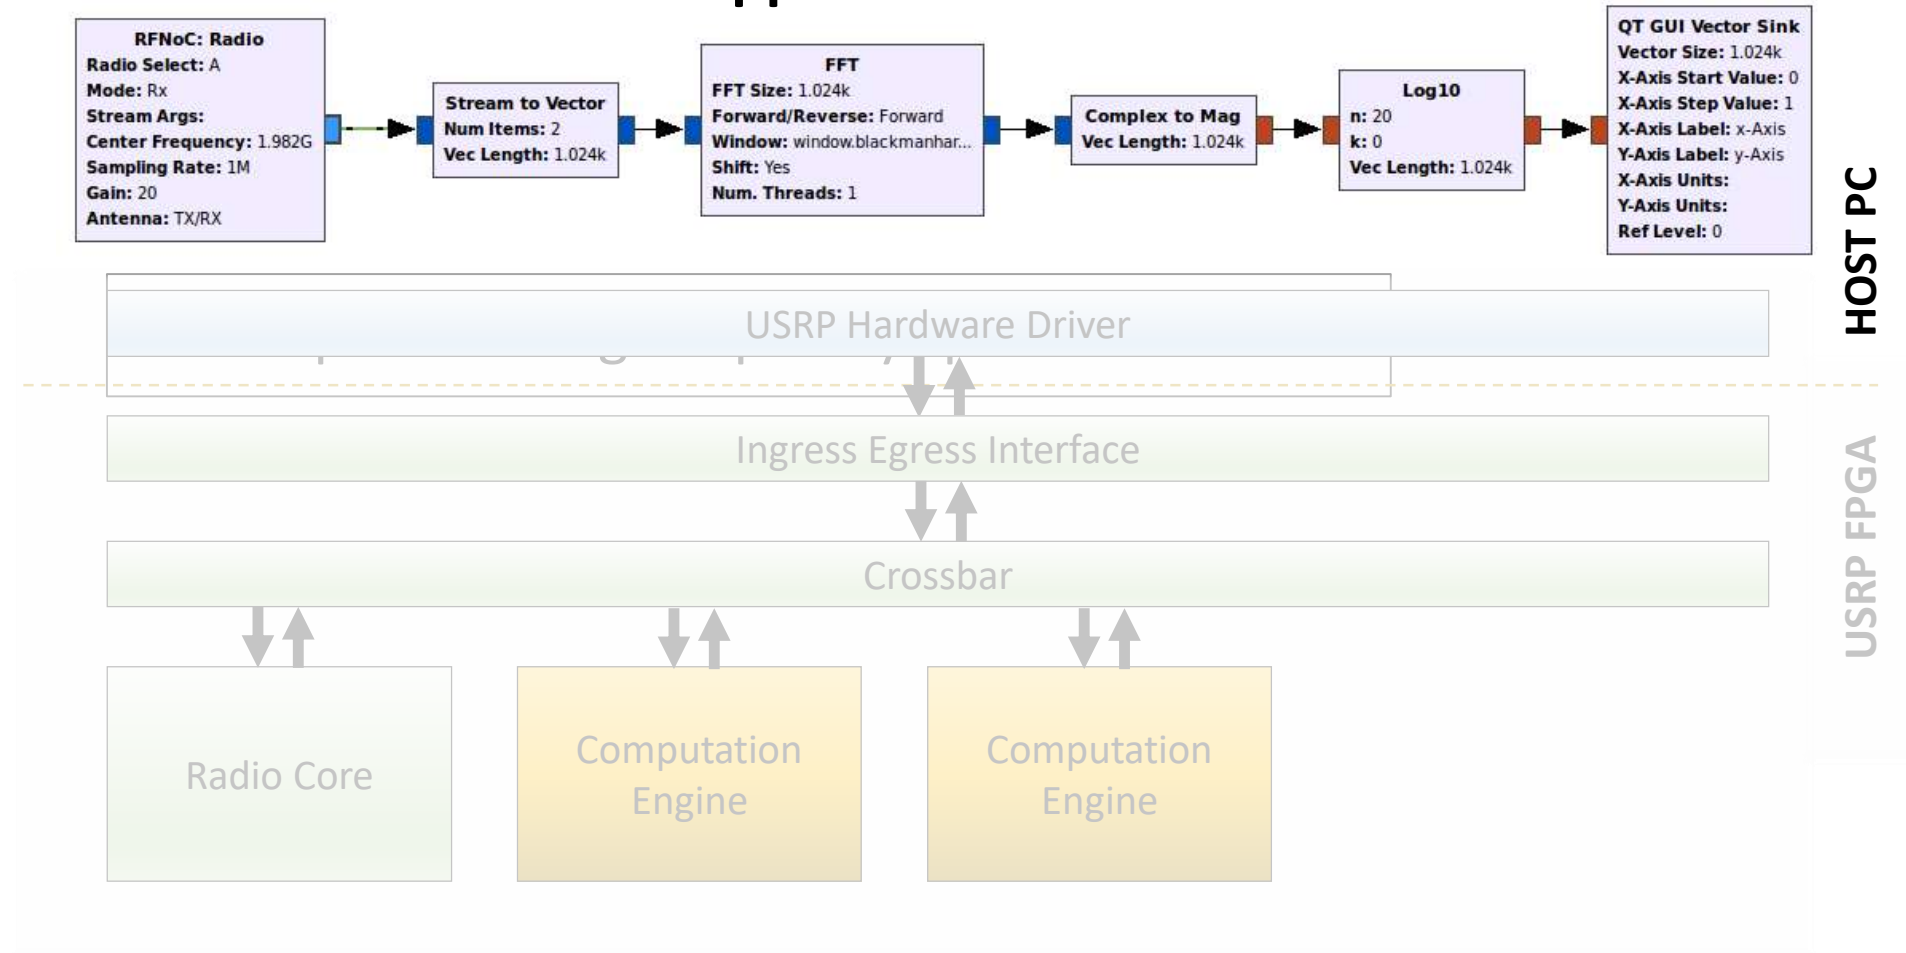 RFNoC: Radio
Radio Select: A
Mode: Rx
Stream Args:
Center Frequency: 1.982G
Sampling Rate: 1M
Gain: 20
Antenna: TX/RX
Stream to Vector
Num Items: 2
Vec Length: 1.024k
FFT
FFT Size: 1.024k
Forward/Reverse: Forward
Window: window.blackmanhar...
Shift: Yes
Num. Threads: 1
Complex to Mag
Vec Length: 1.024k
Log10
n: 20
k: 0
Vec Length: 1.024k
QT GUI Vector Sink
Vector Size: 1.024k
X-Axis Start Value: 0
X-Axis Step Value: 1
X-Axis Label: x-Axis
Y-Axis Label: y-Axis
X-Axis Units:
Y-Axis Units:
Ref Level: 0
HOST PC
USRP Hardware Driver
Ingress Egress Interface
Crossbar
USRP FPGA
Radio Core
Computation
Engine
Computation
Engine